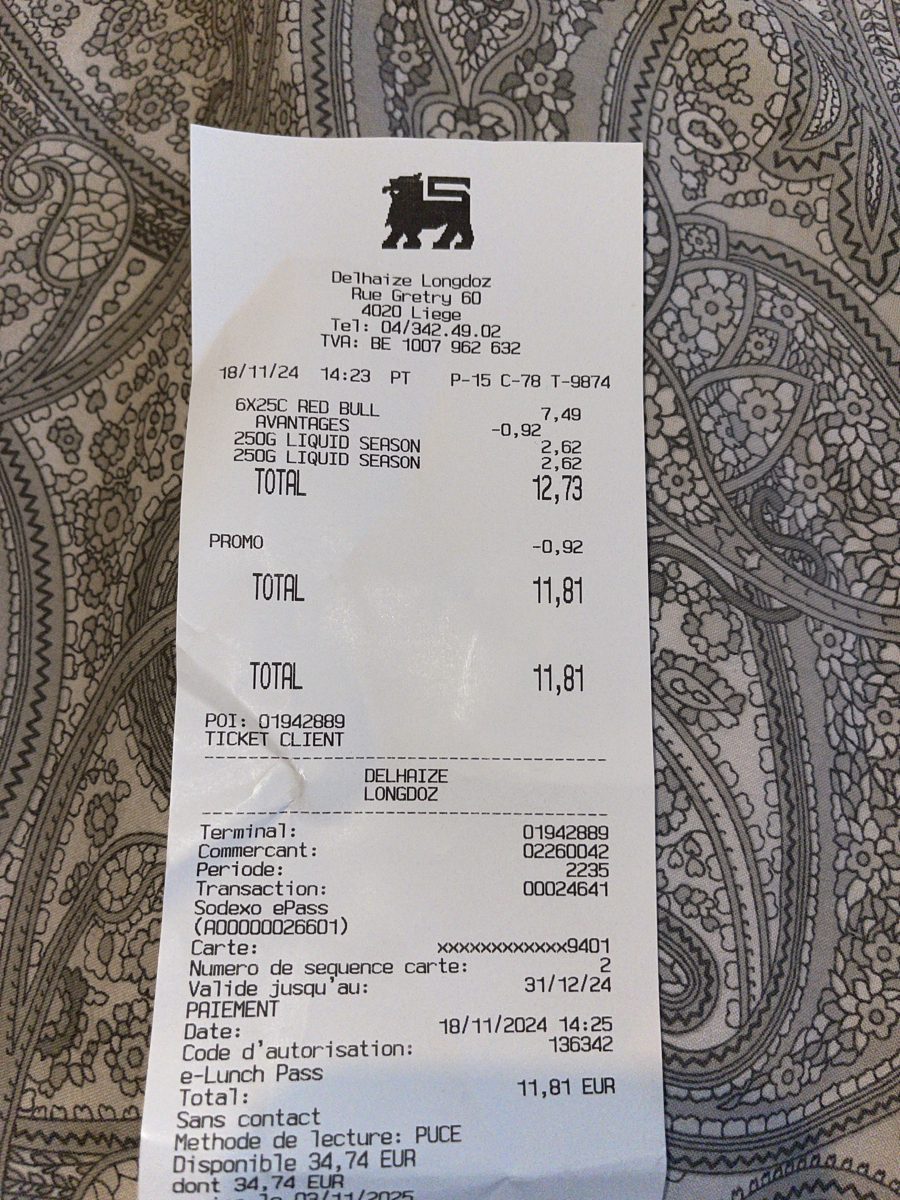 Delhaize Longdoz
Rue Gretry 60
4020 Liege
Tel: 04/342.49.02
TVA: BE 1007 962 632
18/11/24 14:23 PT P-15 C-78 T-9874
6X25C RED BULL 7,49
AVANTAGES -0,92
250G LIQUID SEASON 2,62
250G LIQUID SEASON 2,62
TOTAL 12,73
PROMO -0,92
TOTAL 11,81
TOTAL 11,81
POI: 01942889
TICKET CLIENT
DELHAIZE
LONGDOZ
Terminal: 01942889
Commercant: 02260042
Periode: 2235
Transaction: 00024641
Sodexo ePass
(A00000026601)
Carte: xxxxxxxxxxxx9401
Numero de sequence carte: 2
Valide jusqu'au: 31/12/24
PAIEMENT
Date: 18/11/2024 14:25
Code d'autorisation: 136342
e-Lunch Pass
Total: 11,81 EUR
Sans contact
Methode de lecture: PUCE
Disponible 34,74 EUR
dont 34,74 EUR
le 03/11/2025